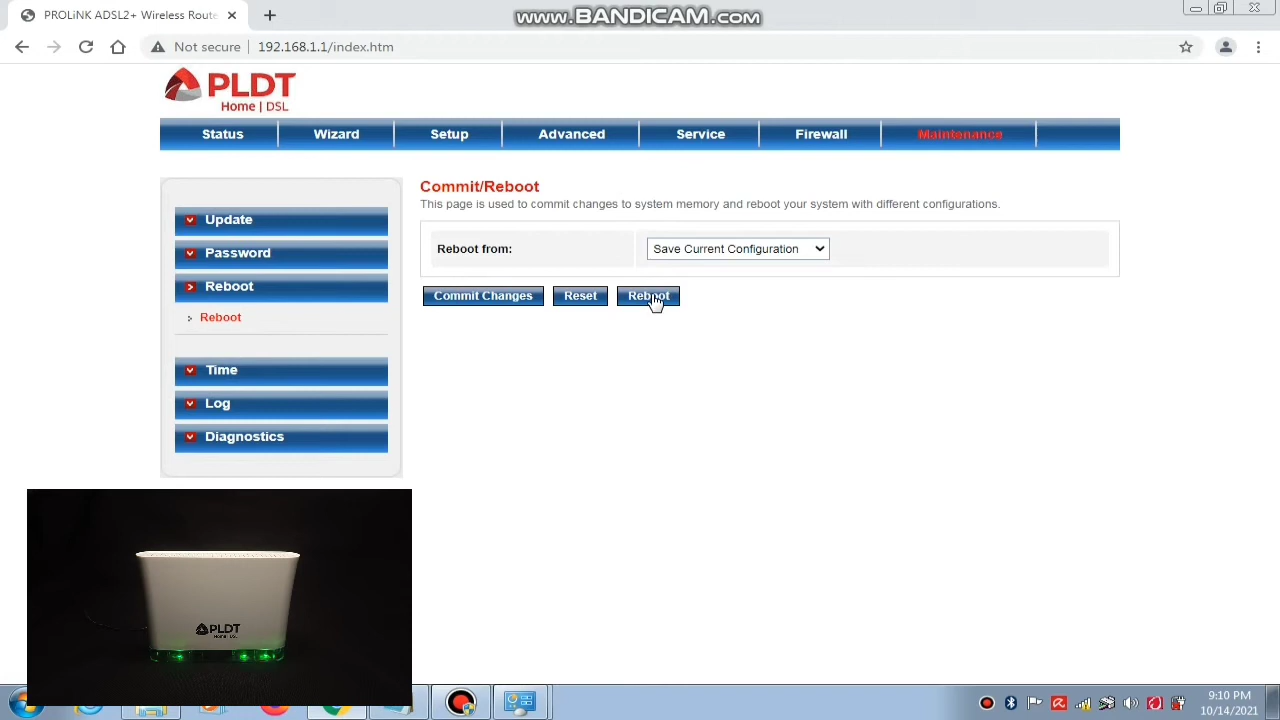 PROLiNK ADSL2+ Wireless Route
www.BANDICAM.com
Not secure
192.168.1.1/index.htm
PLDT
Home | DSL
Status
Wizard
Setup
Advanced
Service
Firewall
Maintenance
Update
Password
Reboot
Reboot
Time
Log
Diagnostics
Commit/Reboot
This page is used to commit changes to system memory and reboot your system with different configurations.
Reboot from:
Save Current Configuration
Commit Changes
Reset
Reboot
PLDT
Home | DSL
9:10 PM
10/14/2021